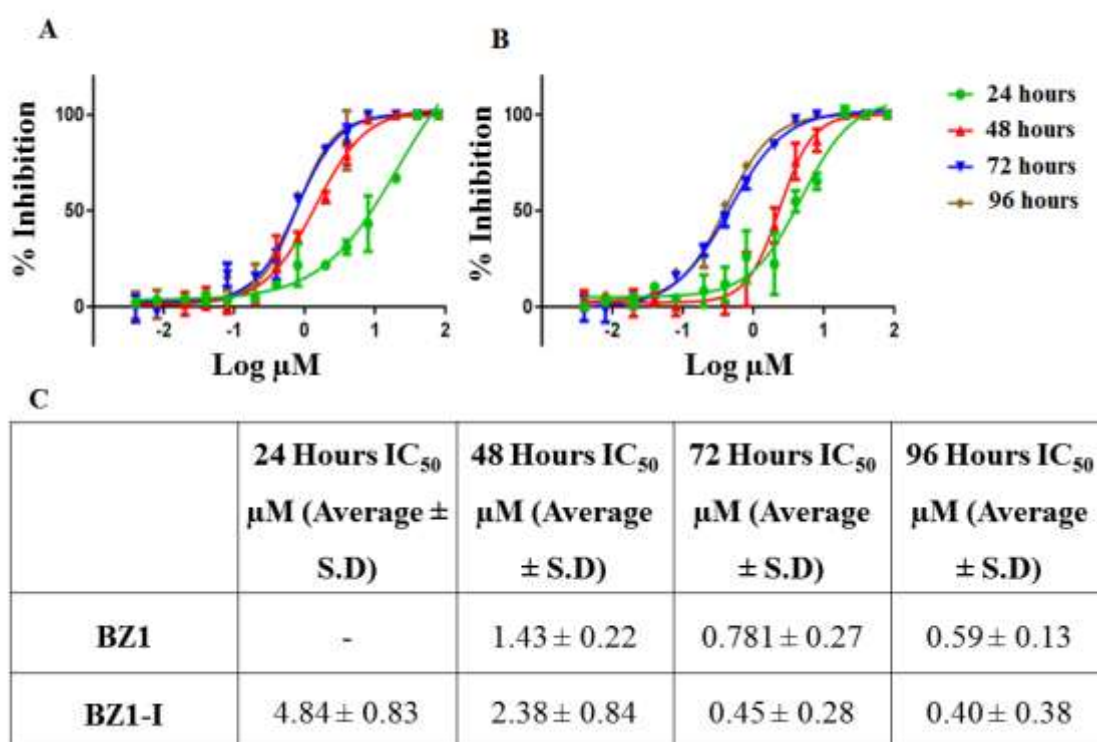 A
B
% Inhibition
100
50
0
-2 -1 0 1 2
Log µM
% Inhibition
100
50
0
-2 -1 0 1 2
Log µM
24 hours
48 hours
72 hours
96 hours
C
24 Hours IC50
µM (Average ±
S.D)
48 Hours IC50
µM (Average
± S.D)
72 Hours IC50
µM (Average
± S.D)
96 Hours IC50
µM (Average
± S.D)
BZ1 - 1.43 ± 0.22 0.781 ± 0.27 0.59 ± 0.13
BZ1-I 4.84 ± 0.83 2.38 ± 0.84 0.45 ± 0.28 0.40 ± 0.38